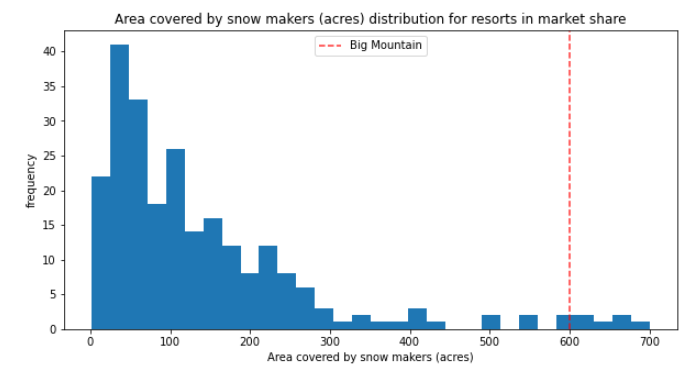 Area covered by snow makers (acres) distribution for resorts in market share
Big Mountain
frequency
40
35
30
25
20
15
10
5
0
0 100 200 300 400 500 600 700
Area covered by snow makers (acres)